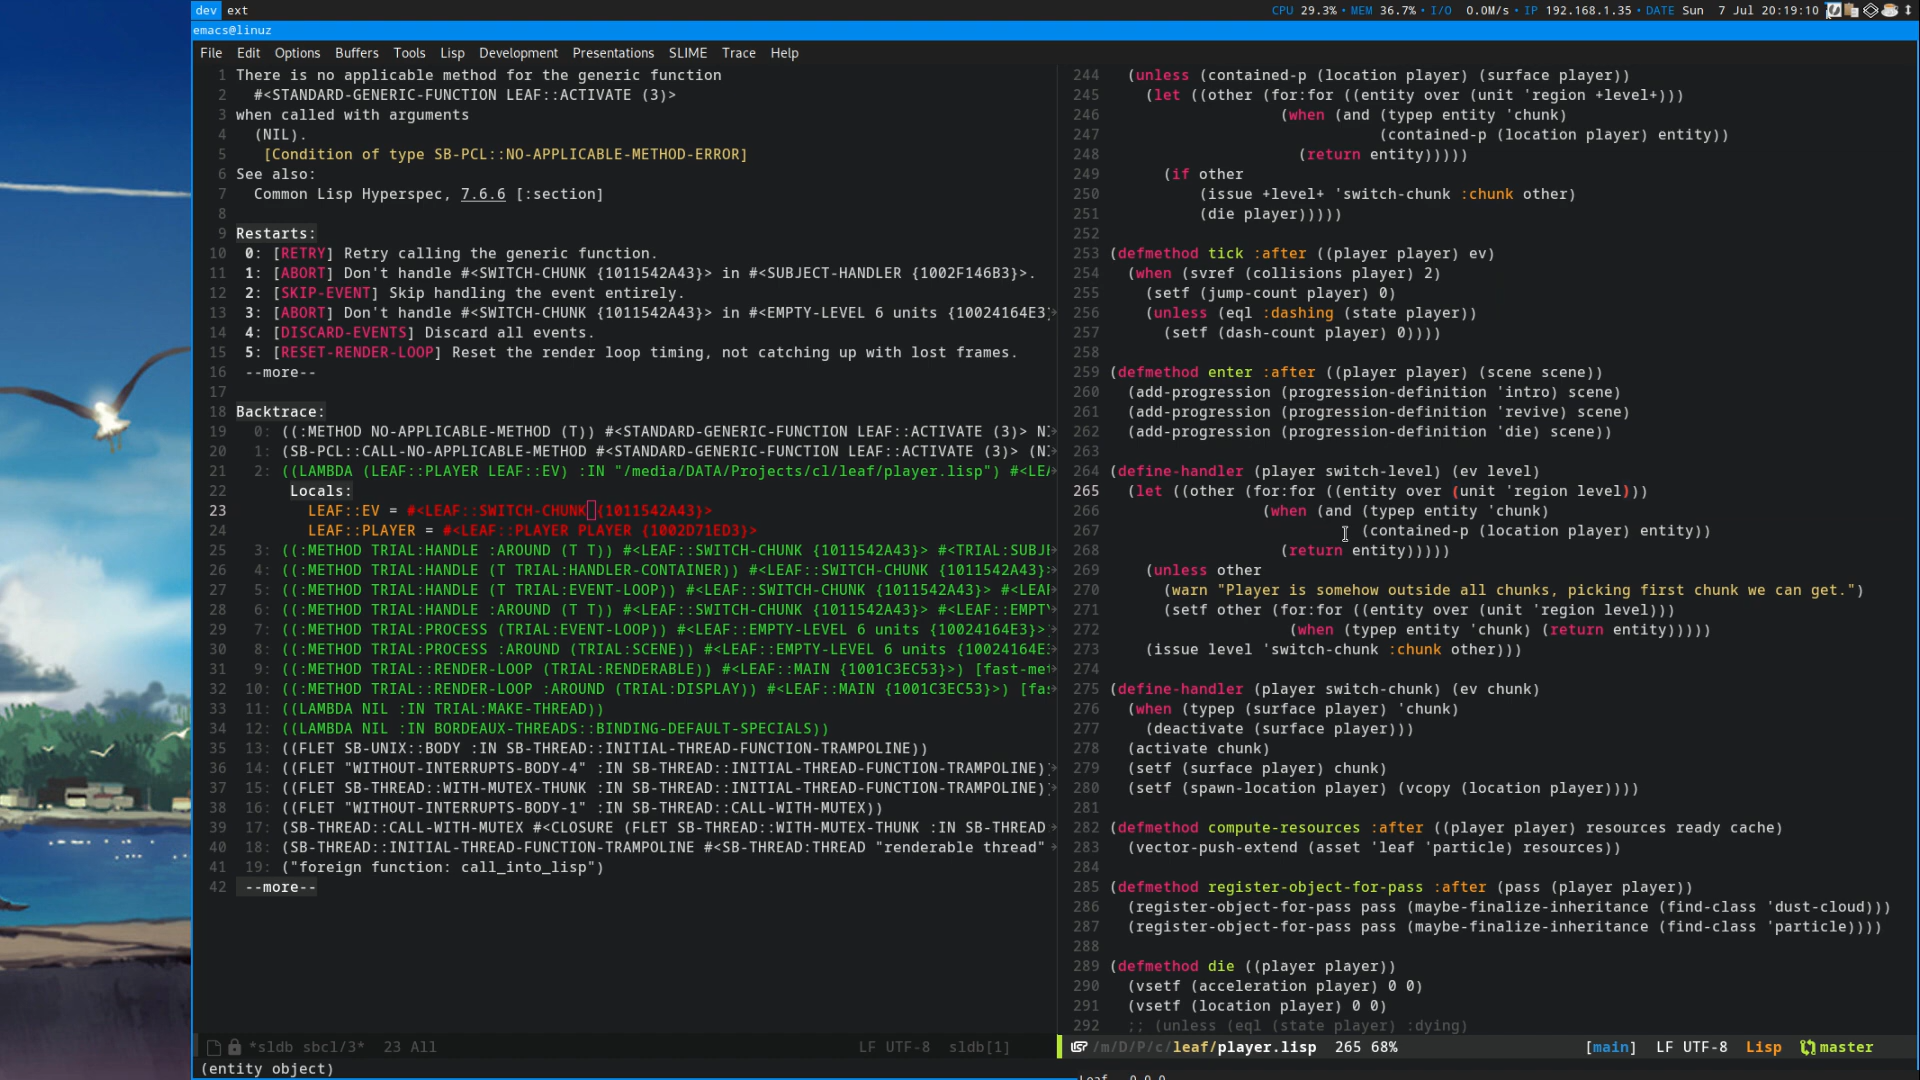 dev ext CPU 29.3% • MEM 36.7% • I/O 0.0M/s • IP 192.168.1.35 • DATE Sun 7 Jul 20:19:10
emacs@linuz
File Edit Options Buffers Tools Lisp Development Presentations SLIME Trace Help
1 There is no applicable method for the generic function
2 #<STANDARD-GENERIC-FUNCTION LEAF::ACTIVATE (3)>
3 when called with arguments
4 (NIL).
5 [Condition of type SB-PCL::NO-APPLICABLE-METHOD-ERROR]
6 See also:
7 Common Lisp Hyperspec, 7.6.6 [:section]
8
9 Restarts:
10 0: [RETRY] Retry calling the generic function.
11 1: [ABORT] Don't handle #<SWITCH-CHUNK {1011542A43}> in #<SUBJECT-HANDLER {1002F146B3}>.
12 2: [SKIP-EVENT] Skip handling the event entirely.
13 3: [ABORT] Don't handle #<SWITCH-CHUNK {1011542A43}> in #<EMPTY-LEVEL 6 units {10024164E3}
14 4: [DISCARD-EVENTS] Discard all events.
15 5: [RESET-RENDER-LOOP] Reset the render loop timing, not catching up with lost frames.
16 --more--
17
18 Backtrace:
19 0: ((:METHOD NO-APPLICABLE-METHOD (T)) #<STANDARD-GENERIC-FUNCTION LEAF::ACTIVATE (3)> N
20 1: (SB-PCL::CALL-NO-APPLICABLE-METHOD #<STANDARD-GENERIC-FUNCTION LEAF::ACTIVATE (3)> (N
21 2: ((LAMBDA (LEAF::PLAYER LEAF::EV) :IN "/media/DATA/Projects/cl/leaf/player.lisp") #<LE
22 Locals:
23 LEAF::EV = #<LEAF::SWITCH-CHUNK {1011542A43}>
24 LEAF::PLAYER = #<LEAF::PLAYER PLAYER {1002D71ED3}>
25 3: ((:METHOD TRIAL:HANDLE :AROUND (T T)) #<LEAF::SWITCH-CHUNK {1011542A43}> #<TRIAL:SUBJ
26 4: ((:METHOD TRIAL:HANDLE (T TRIAL:HANDLER-CONTAINER)) #<LEAF::SWITCH-CHUNK {1011542A43}>
27 5: ((:METHOD TRIAL:HANDLE (T TRIAL:EVENT-LOOP)) #<LEAF::SWITCH-CHUNK {1011542A43}> #<LEA
28 6: ((:METHOD TRIAL:HANDLE :AROUND (T T)) #<LEAF::SWITCH-CHUNK {1011542A43}> #<LEAF::EMPT
29 7: ((:METHOD TRIAL:PROCESS (TRIAL:EVENT-LOOP)) #<LEAF::EMPTY-LEVEL 6 units {10024164E3}>
30 8: ((:METHOD TRIAL:PROCESS :AROUND (TRIAL:SCENE)) #<LEAF::EMPTY-LEVEL 6 units {10024164E
31 9: ((:METHOD TRIAL::RENDER-LOOP (TRIAL:RENDERABLE)) #<LEAF::MAIN {1001C3EC53}>) [fast-me
32 10: ((:METHOD TRIAL::RENDER-LOOP :AROUND (TRIAL:DISPLAY)) #<LEAF::MAIN {1001C3EC53}>) [fa
33 11: ((LAMBDA NIL :IN TRIAL:MAKE-THREAD))
34 12: ((LAMBDA NIL :IN BORDEAUX-THREADS::BINDING-DEFAULT-SPECIALS))
35 13: ((FLET SB-UNIX::BODY :IN SB-THREAD::INITIAL-THREAD-FUNCTION-TRAMPOLINE))
36 14: ((FLET "WITHOUT-INTERRUPTS-BODY-4" :IN SB-THREAD::INITIAL-THREAD-FUNCTION-TRAMPOLINE)
37 15: ((FLET SB-THREAD::WITH-MUTEX-THUNK :IN SB-THREAD::INITIAL-THREAD-FUNCTION-TRAMPOLINE)
38 16: ((FLET "WITHOUT-INTERRUPTS-BODY-1" :IN SB-THREAD::CALL-WITH-MUTEX))
39 17: (SB-THREAD::CALL-WITH-MUTEX #<CLOSURE (FLET SB-THREAD::WITH-MUTEX-THUNK :IN SB-THREAD
40 18: (SB-THREAD::INITIAL-THREAD-FUNCTION-TRAMPOLINE #<SB-THREAD:THREAD "renderable thread"
41 19: ("foreign function: call_into_lisp")
42 --more--
*sldb sbcl/3* 23 All LF UTF-8 sldb[1]
(entity object)
244 (unless (contained-p (location player) (surface player))
245 (let ((other (for:for ((entity over (unit 'region +level+)))
246 (when (and (typep entity 'chunk)
247 (contained-p (location player) entity))
248 (return entity)))))
249 (if other
250 (issue +level+ 'switch-chunk :chunk other)
251 (die player)))))
252
253 (defmethod tick :after ((player player) ev)
254 (when (svref (collisions player) 2)
255 (setf (jump-count player) 0)
256 (unless (eql :dashing (state player))
257 (setf (dash-count player) 0))))
258
259 (defmethod enter :after ((player player) (scene scene))
260 (add-progression (progression-definition 'intro) scene)
261 (add-progression (progression-definition 'revive) scene)
262 (add-progression (progression-definition 'die) scene))
263
264 (define-handler (player switch-level) (ev level)
265 (let ((other (for:for ((entity over (unit 'region level)))
266 (when (and (typep entity 'chunk)
267 (contained-p (location player) entity))
268 (return entity)))))
269 (unless other
270 (warn "Player is somehow outside all chunks, picking first chunk we can get.")
271 (setf other (for:for ((entity over (unit 'region level)))
272 (when (typep entity 'chunk) (return entity)))))
273 (issue level 'switch-chunk :chunk other)))
274
275 (define-handler (player switch-chunk) (ev chunk)
276 (when (typep (surface player) 'chunk)
277 (deactivate (surface player)))
278 (activate chunk)
279 (setf (surface player) chunk)
280 (setf (spawn-location player) (vcopy (location player))))
281
282 (defmethod compute-resources :after ((player player) resources ready cache)
283 (vector-push-extend (asset 'leaf 'particle) resources))
284
285 (defmethod register-object-for-pass :after (pass (player player))
286 (register-object-for-pass pass (maybe-finalize-inheritance (find-class 'dust-cloud)))
287 (register-object-for-pass pass (maybe-finalize-inheritance (find-class 'particle))))
288
289 (defmethod die ((player player))
290 (vsetf (acceleration player) 0 0)
291 (vsetf (location player) 0 0)
292 ;; (unless (eql (state player) :dying)
/m/D/P/c/leaf/player.lisp 265 68% [main] LF UTF-8 Lisp master
Leaf 0.0.0